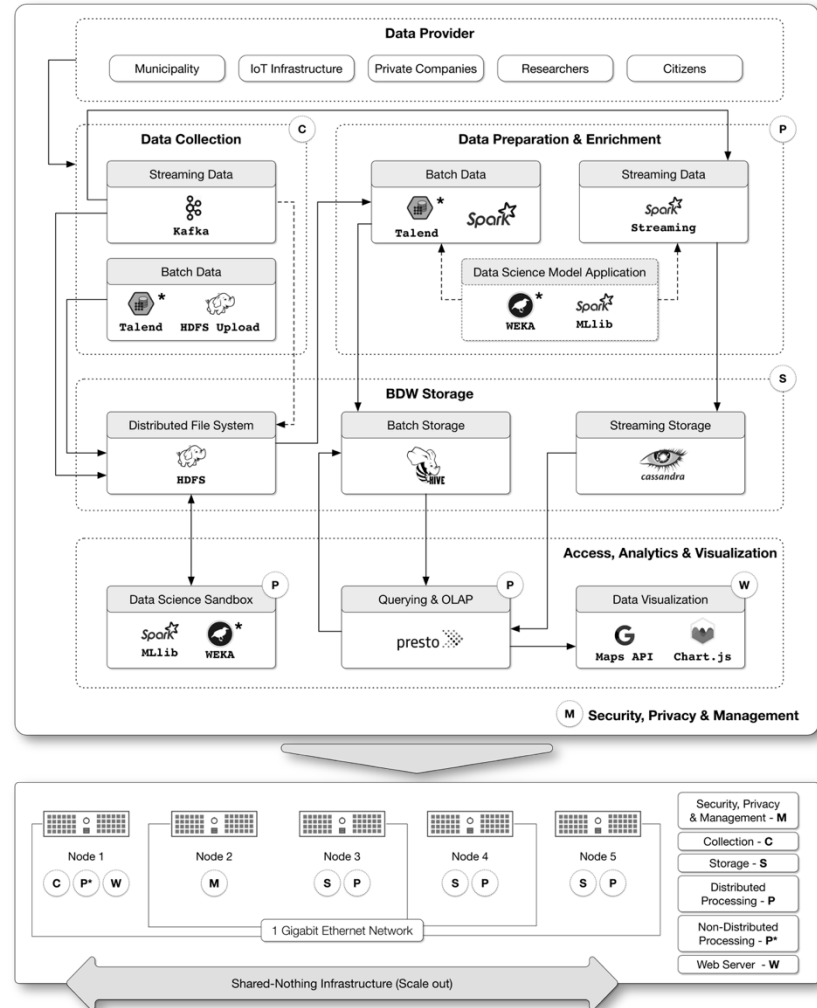 Data Provider
Municipality
IoT Infrastructure
Private Companies
Researchers
Citizens
C
Data Collection
Streaming Data
Kafka
Batch Data
*
Talend
HDFS Upload
P
Data Preparation & Enrichment
Batch Data
*
Talend
Spark
Streaming Data
Spark
Streaming
Data Science Model Application
*
WEKA
Spark
MLlib
S
BDW Storage
Distributed File System
HDFS
Batch Storage
HIVE
Streaming Storage
cassandra
Access, Analytics & Visualization
P
Data Science Sandbox
Spark
MLlib
*
WEKA
P
Querying & OLAP
presto
W
Data Visualization
G
Maps API
Chart.js
M Security, Privacy & Management
Node 1
C P* W
Node 2
M
Node 3
S P
Node 4
S P
Node 5
S P
1 Gigabit Ethernet Network
Security, Privacy
& Management - M
Collection - C
Storage - S
Distributed
Processing - P
Non-Distributed
Processing - P*
Web Server - W
Shared-Nothing Infrastructure (Scale out)